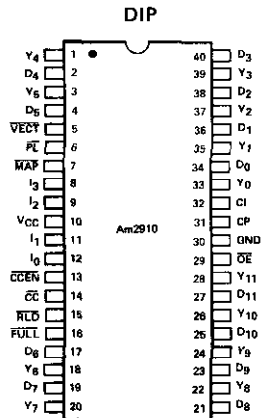 DIP
Y4 1 40 D3
D4 2 39 Y3
Y5 3 38 D2
D5 4 37 Y2
VECT 5 36 D1
PL 6 35 Y1
MAP 7 34 D0
I3 8 33 Y0
I2 9 32 CI
VCC 10 31 CP
Am2910
I1 11 30 GND
I0 12 29 OE
CCEN 13 28 Y11
CC 14 27 D11
RLD 15 26 Y10
FULL 16 25 D10
D6 17 24 Y9
Y6 18 23 D9
D7 19 22 Y8
Y7 20 21 D8